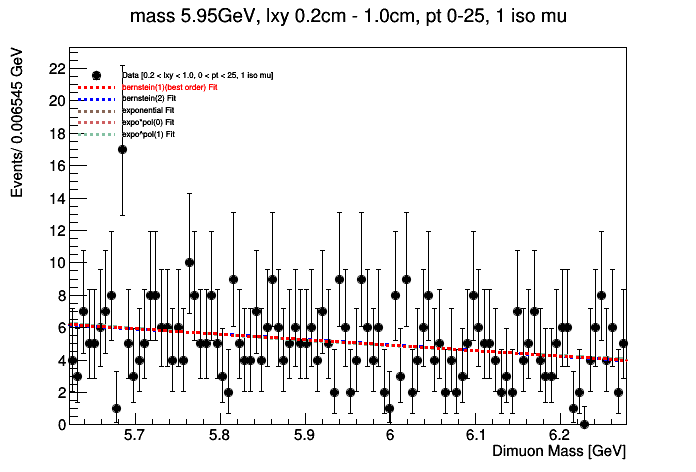 mass 5.95GeV, lxy 0.2cm - 1.0cm, pt 0-25, 1 iso mu
Events/ 0.006545 GeV
22
20
18
16
14
12
10
8
6
4
2
0
Data [0.2 < lxy < 1.0, 0 < pt < 25, 1 iso mu]
bernstein(1)(best order) Fit
bernstein(2) Fit
exponential Fit
expo*pol(0) Fit
expo*pol(1) Fit
5.7
5.8
5.9
6
6.1
6.2
Dimuon Mass [GeV]